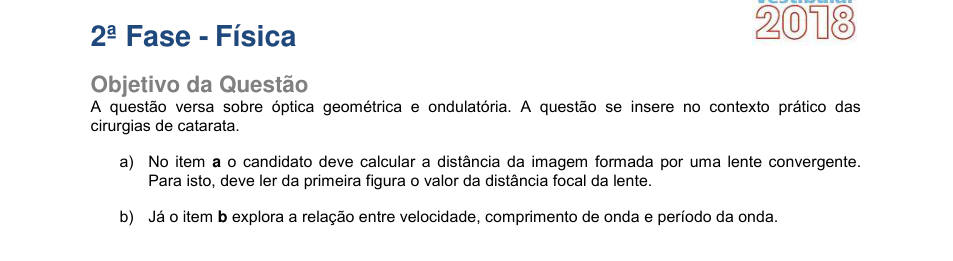 vestibular
2018
2ª Fase - Física
Objetivo da Questão
A questão versa sobre óptica geométrica e ondulatória. A questão se insere no contexto prático das
cirurgias de catarata.
a) No item a o candidato deve calcular a distância da imagem formada por uma lente convergente.
Para isto, deve ler da primeira figura o valor da distância focal da lente.
b) Já o item b explora a relação entre velocidade, comprimento de onda e período da onda.